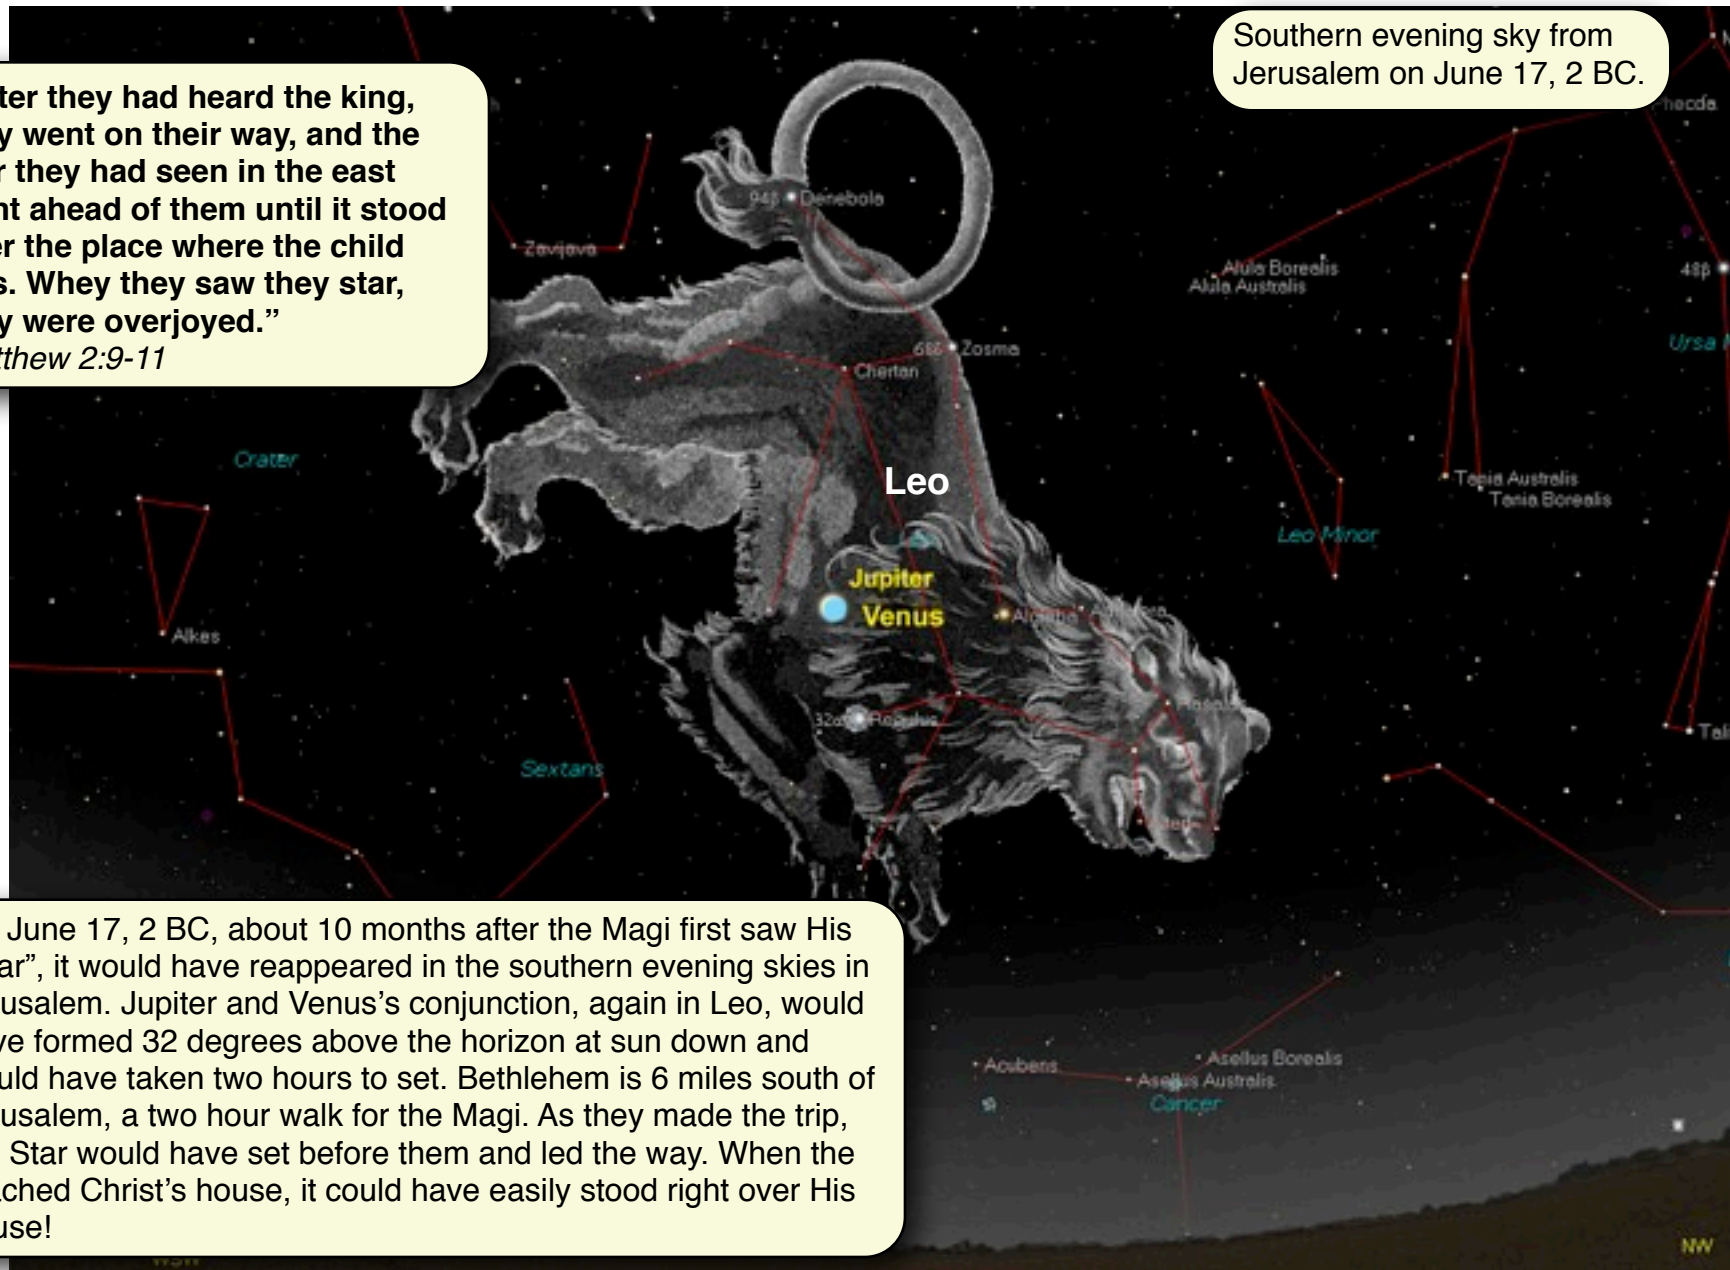 Southern evening sky from
Jerusalem on June 17, 2 BC.
ter they had heard the king,
y went on their way, and the
r they had seen in the east
nt ahead of them until it stood
er the place where the child
s. Whey they saw they star,
y were overjoyed.”
tthew 2:9-11
Phecda
94β Denebola
Zavijava
Alula Borealis
Alula Australis
48β
Ursa
68δ Zosma
Chertan
Crater
Leo
Tania Australis
Tania Borealis
Leo Minor
Jupiter
Venus
Alkes
32α Regulus
Sextans
June 17, 2 BC, about 10 months after the Magi first saw His
ar”, it would have reappeared in the southern evening skies in
usalem. Jupiter and Venus’s conjunction, again in Leo, would
ve formed 32 degrees above the horizon at sun down and
uld have taken two hours to set. Bethlehem is 6 miles south of
usalem, a two hour walk for the Magi. As they made the trip,
Star would have set before them and led the way. When the
ched Christ’s house, it could have easily stood right over His
use!
Acubens
Asellus Borealis
Asellus Australis
Cancer
WSW
NW